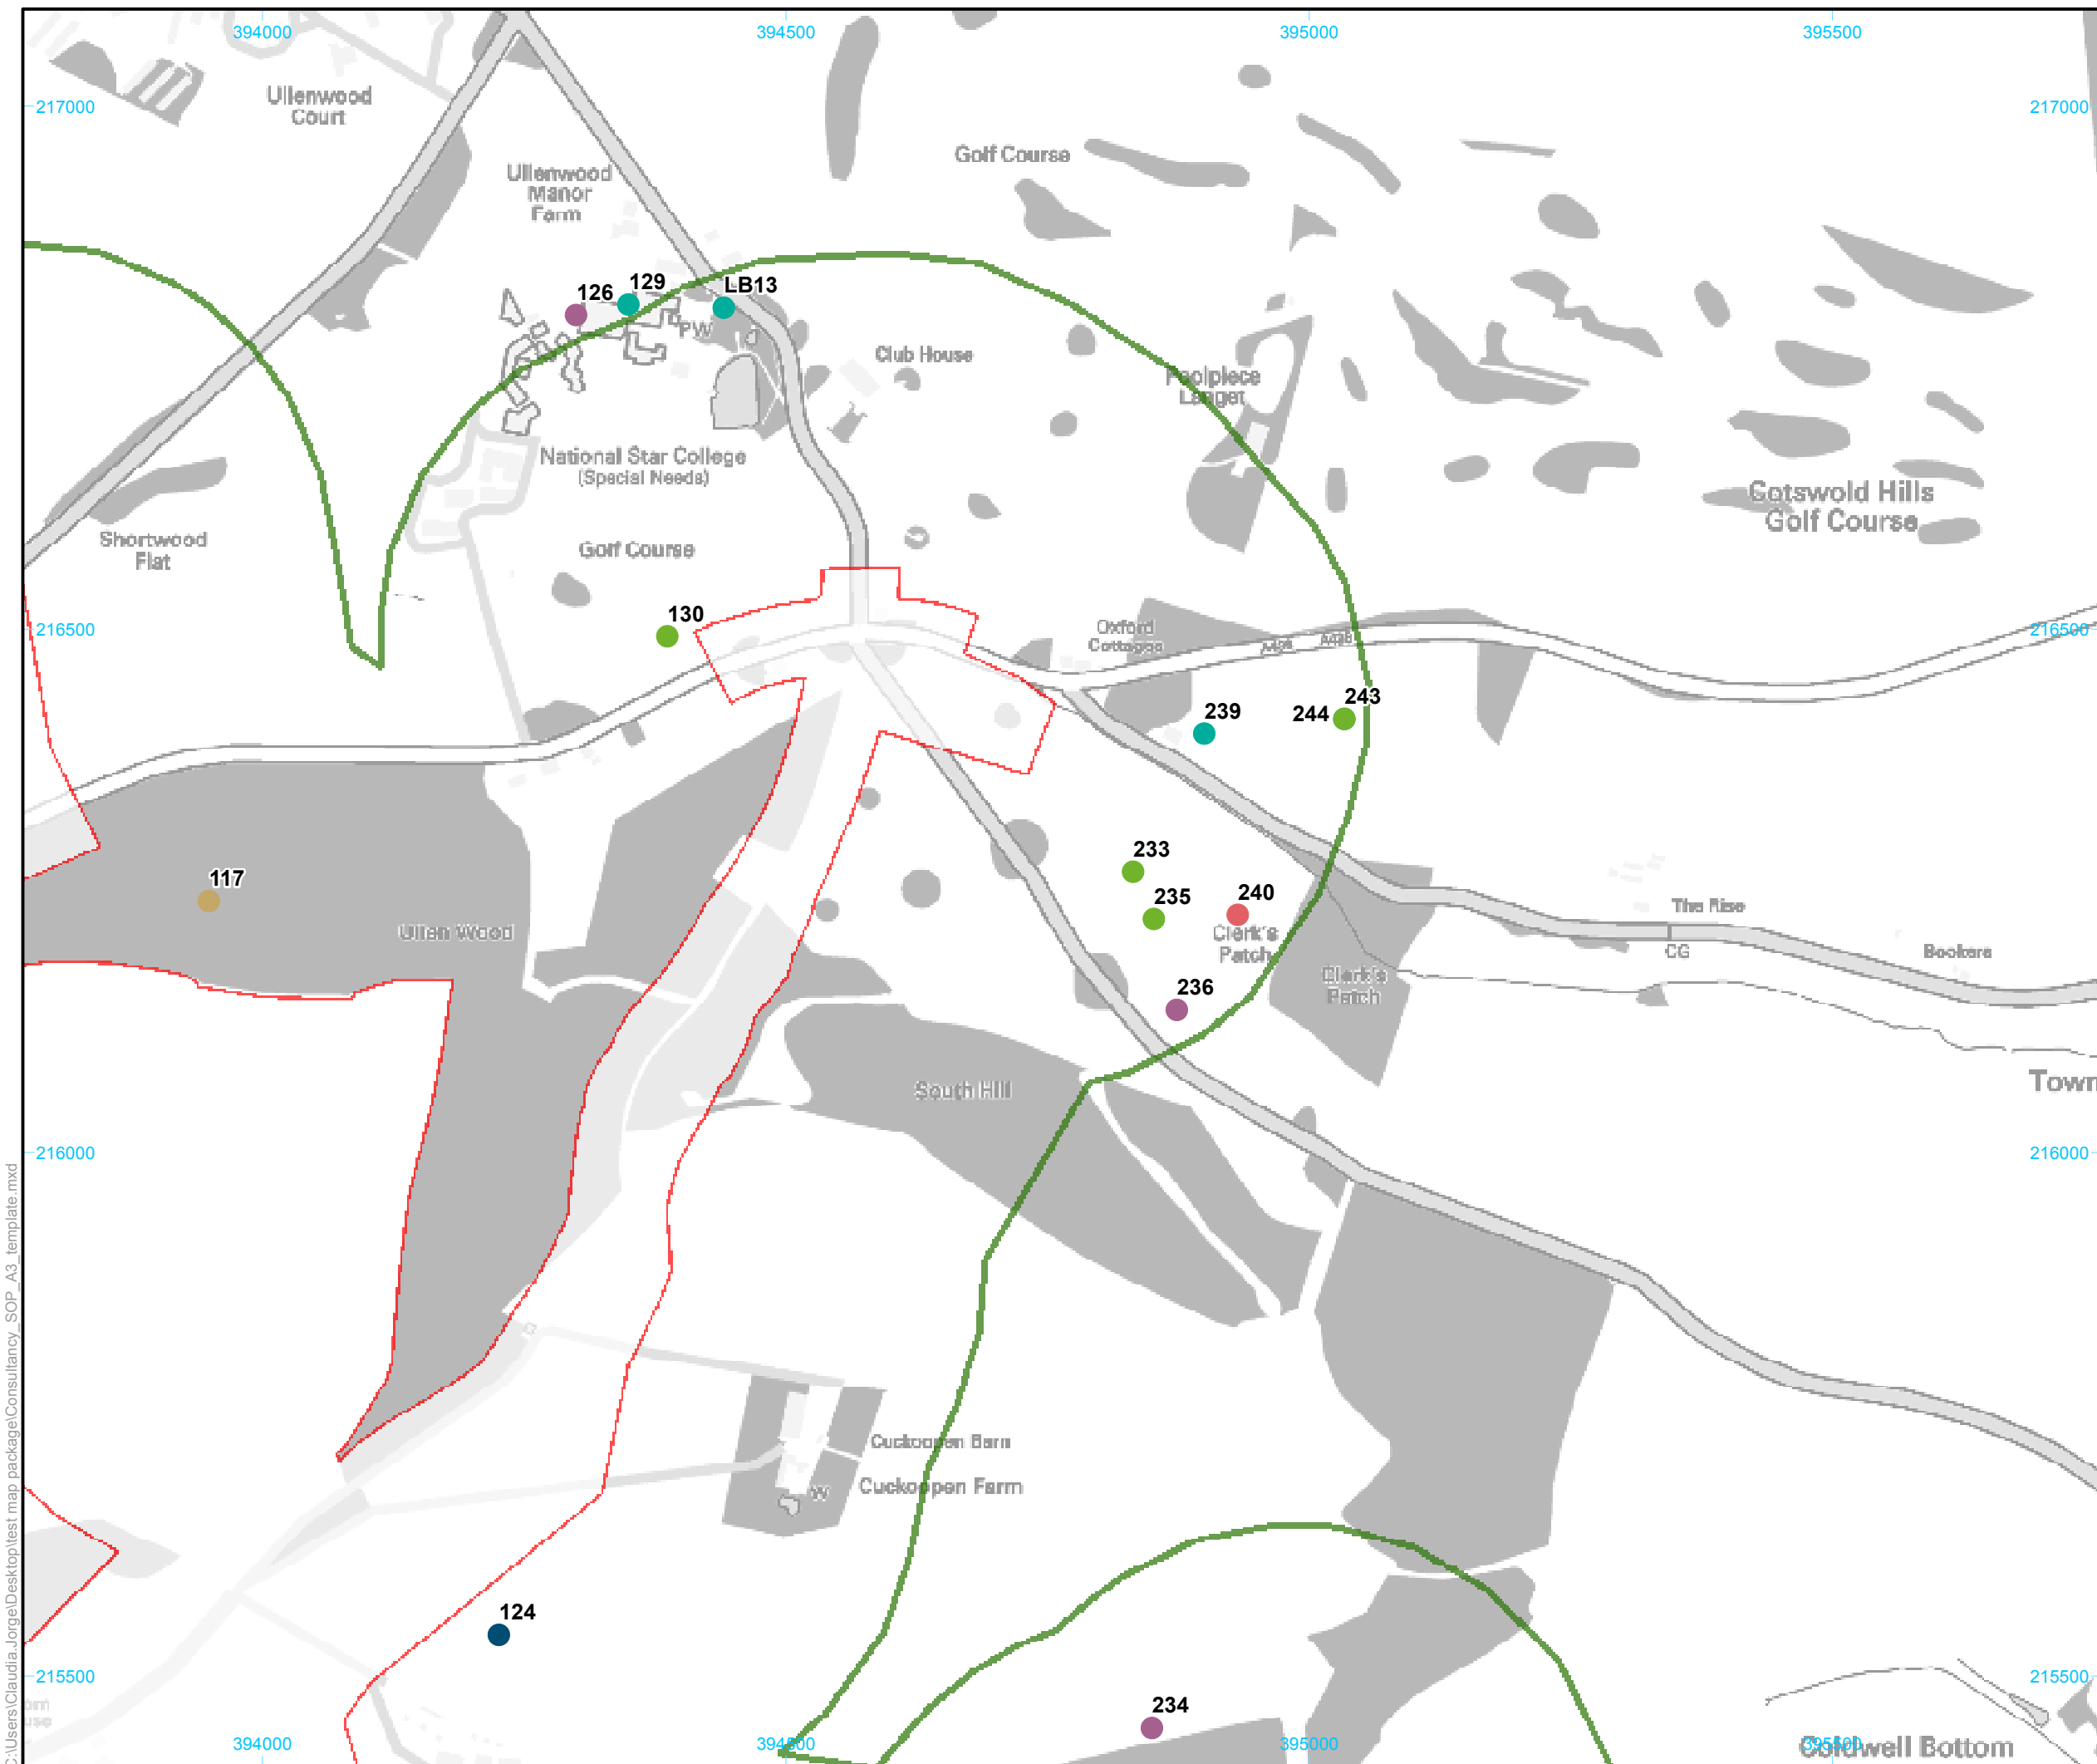 394000
394500
395000
395500
217000
217000
Ullenwood
Court
Golf Course
Ullenwood
Manor
Farm
126
129
LB13
PW
Club House
Poolpiece
Langet
National Star College
(Special Needs)
Cotswold Hills
Golf Course
Shortwood
Flat
Golf Course
130
216500
216500
Oxford
Cottages
A436
A436
239
243
244
233
117
235
240
Ullen Wood
Clerk's
Patch
The Rise
CG
Bookers
Clerk's
Patch
236
Town
South Hill
216000
216000
Cuckoopen Barn
Cuckoopen Farm
W
124
215500
215500
234
394000
394500
395000
395500
Coldwell Bottom
C:\Users\Claudia.Jorge\Desktop\test map package\Consultancy_SOP_A3_template.mxd